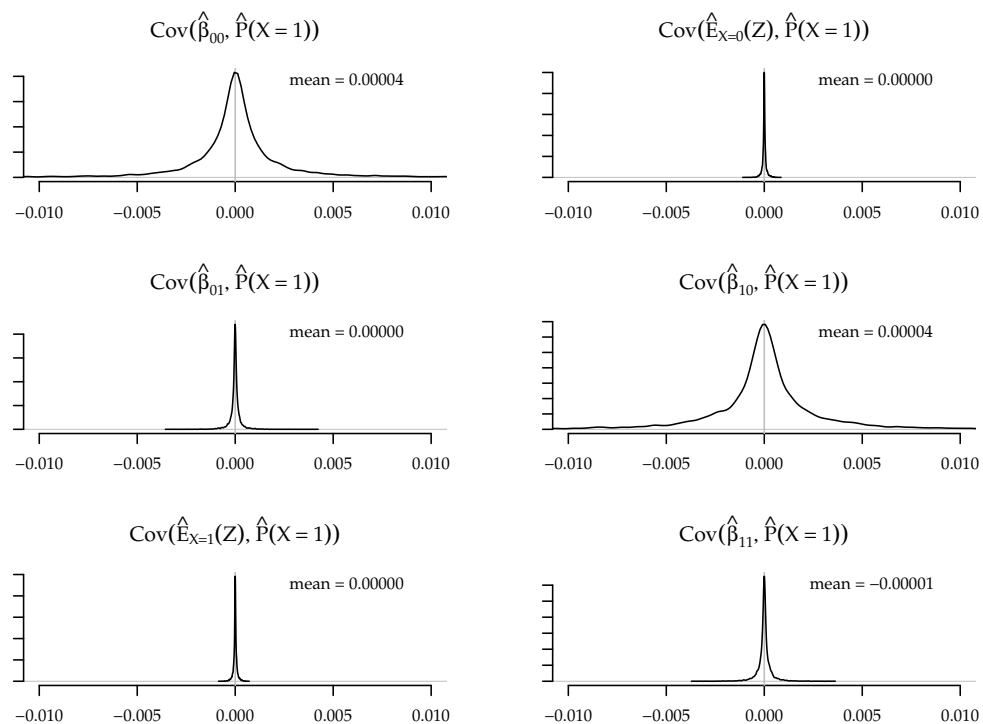 Cov(β̂₀₀, P̂(X = 1))
mean = 0.00004
−0.010 −0.005 0.000 0.005 0.010
Cov(Ê_{X=0}(Z), P̂(X = 1))
mean = 0.00000
−0.010 −0.005 0.000 0.005 0.010
Cov(β̂₀₁, P̂(X = 1))
mean = 0.00000
−0.010 −0.005 0.000 0.005 0.010
Cov(β̂₁₀, P̂(X = 1))
mean = 0.00004
−0.010 −0.005 0.000 0.005 0.010
Cov(Ê_{X=1}(Z), P̂(X = 1))
mean = 0.00000
−0.010 −0.005 0.000 0.005 0.010
Cov(β̂₁₁, P̂(X = 1))
mean = −0.00001
−0.010 −0.005 0.000 0.005 0.010